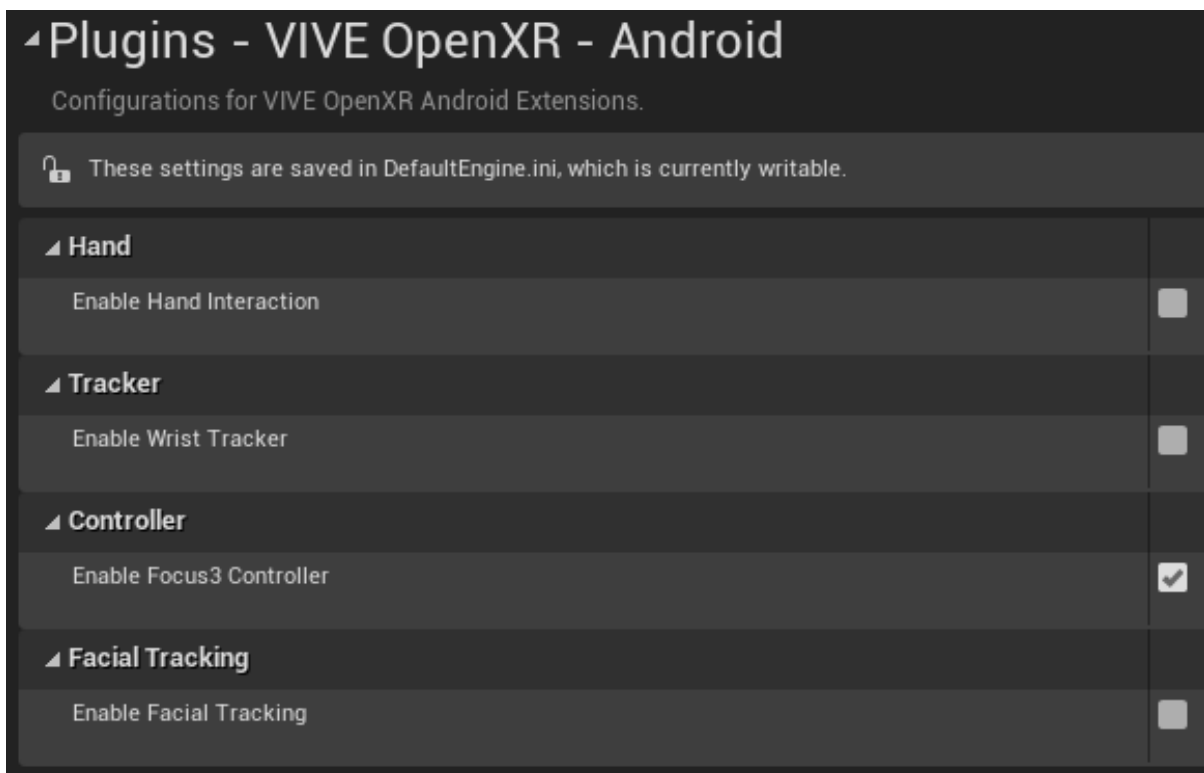 Plugins - VIVE OpenXR - Android
Configurations for VIVE OpenXR Android Extensions.
These settings are saved in DefaultEngine.ini, which is currently writable.
Hand
Enable Hand Interaction
Tracker
Enable Wrist Tracker
Controller
Enable Focus3 Controller
Facial Tracking
Enable Facial Tracking